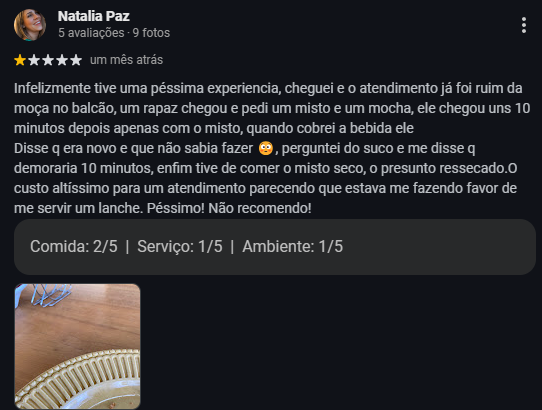 Natalia Paz
5 avaliações · 9 fotos
um mês atrás
Infelizmente tive uma péssima experiencia, cheguei e o atendimento já foi ruim da
moça no balcão, um rapaz chegou e pedi um misto e um mocha, ele chegou uns 10
minutos depois apenas com o misto, quando cobrei a bebida ele
Disse q era novo e que não sabia fazer 😳, perguntei do suco e me disse q
demoraria 10 minutos, enfim tive de comer o misto seco, o presunto ressecado.O
custo altíssimo para um atendimento parecendo que estava me fazendo favor de
me servir um lanche. Péssimo! Não recomendo!
Comida: 2/5 | Serviço: 1/5 | Ambiente: 1/5